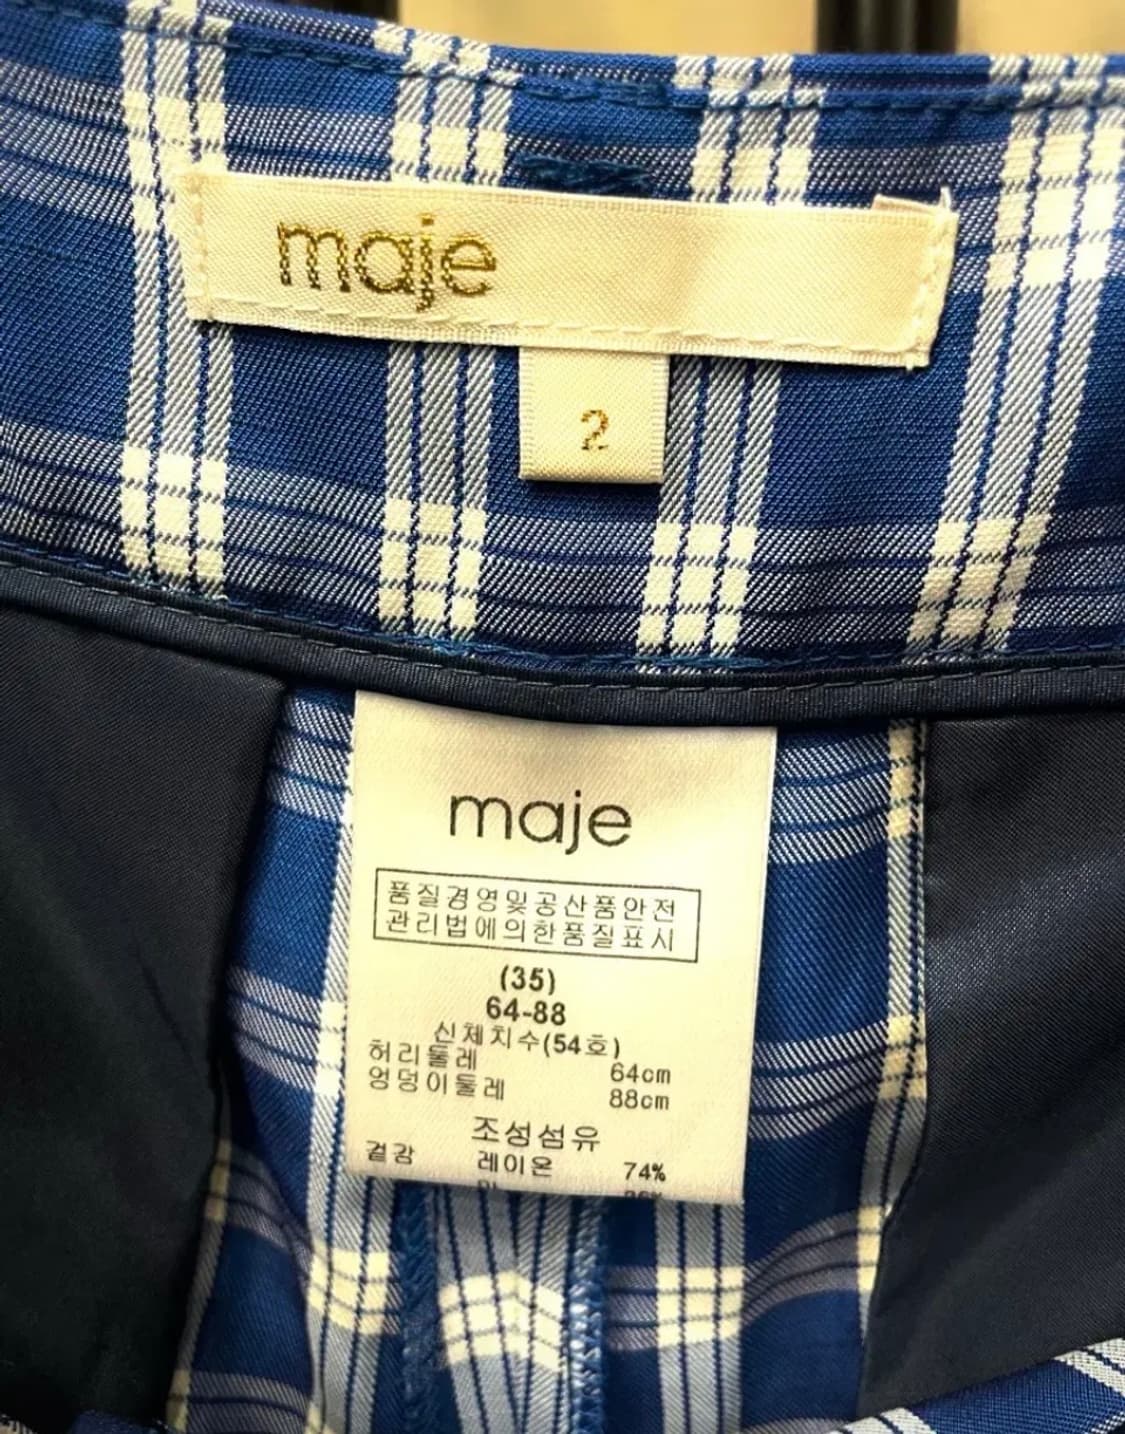 maje
2
maje
품질경영및공산품안전
관리법에의한품질표시
(35)
64-88
신체치수(54호)
허리둘레 64cm
엉덩이둘레 88cm
조성섬유
겉감 레이온 74%